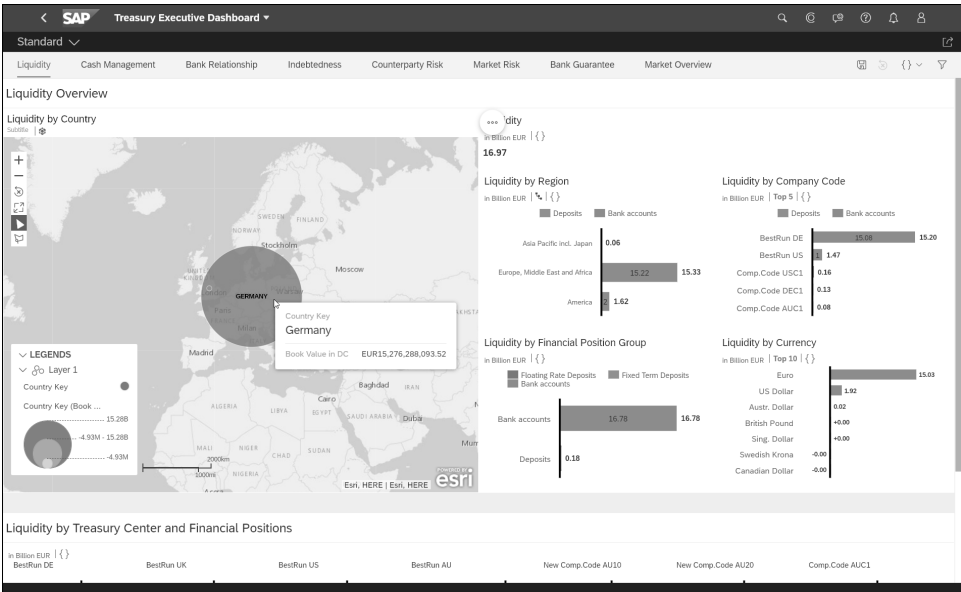 SAP Treasury Executive Dashboard
Standard
Liquidity Cash Management Bank Relationship Indebtedness Counterparty Risk Market Risk Bank Guarantee Market Overview
Liquidity Overview
Liquidity by Country
Subtitle
SWEDEN
FINLAND
NORWAY
Stockholm
Moscow
UNITED
KINGDOM
London
GERMANY
Warsaw
Paris
FRANCE
Milan
Madrid
Country Key
Germany
Book Value in DC EUR15,276,288,093.52
Baghdad
IRAN
Cairo
ALGERIA
LIBYA
EGYPT
SAUDI ARABIA
Dubai
MALI
NIGER
CHAD
SUDAN
NIGERIA
2000km
1000mi
POWERED BY
esri
Esri, HERE | Esri, HERE
LEGENDS
Layer 1
Country Key
Country Key (Book ...
15.28B
-4.93M - 15.28B
-4.93M
idity
in Billion EUR | { }
16.97
Liquidity by Region
in Billion EUR | { }
Deposits Bank accounts
Asia Pacific incl. Japan 0.06
Europe, Middle East and Africa 15.22 15.33
America 2 1.62
Liquidity by Company Code
in Billion EUR | Top 5 | { }
Deposits Bank accounts
BestRun DE 15.08 15.20
BestRun US 1 1.47
Comp.Code USC1 0.16
Comp.Code DEC1 0.13
Comp.Code AUC1 0.08
Liquidity by Financial Position Group
in Billion EUR | { }
Floating Rate Deposits Fixed Term Deposits
Bank accounts
Bank accounts 16.78 16.78
Deposits 0.18
Liquidity by Currency
in Billion EUR | Top 10 | { }
Euro 15.03
US Dollar 1.92
Austr. Dollar 0.02
British Pound +0.00
Sing. Dollar +0.00
Swedish Krona -0.00
Canadian Dollar -0.00
Liquidity by Treasury Center and Financial Positions
in Billion EUR | { }
BestRun DE BestRun UK BestRun US BestRun AU New Comp.Code AU10 New Comp.Code AU20 Comp.Code AUC1